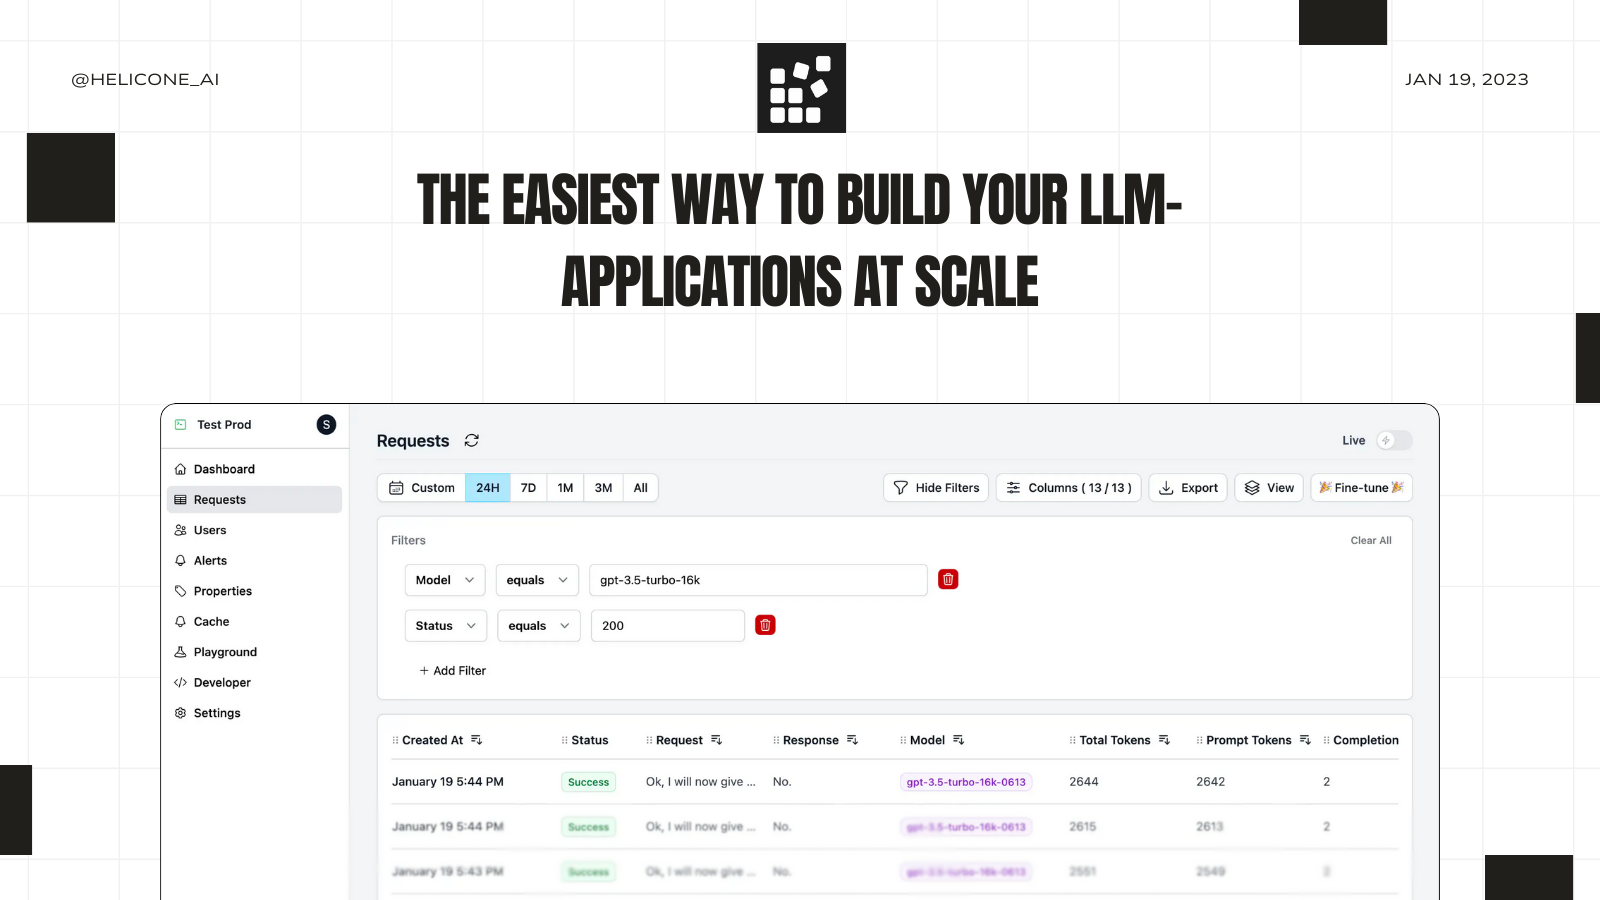 @HELICONE_AI
JAN 19, 2023
THE EASIEST WAY TO BUILD YOUR LLM-
APPLICATIONS AT SCALE
Test Prod
S
Dashboard
Requests
Users
Alerts
Properties
Cache
Playground
Developer
Settings
Requests
Live
Custom 24H 7D 1M 3M All
Hide Filters Columns ( 13 / 13 ) Export View 🎉 Fine-tune 🎉
Filters
Clear All
Model equals gpt-3.5-turbo-16k
Status equals 200
+ Add Filter
Created At Status Request Response Model Total Tokens Prompt Tokens Completion
January 19 5:44 PM Success Ok, I will now give ... No. gpt-3.5-turbo-16k-0613 2644 2642 2
January 19 5:44 PM Success Ok, I will now give ... No. gpt-3.5-turbo-16k-0613 2615 2613 2
January 19 5:43 PM Success Ok, I will now give ... No. gpt-3.5-turbo-16k-0613 2551 2549